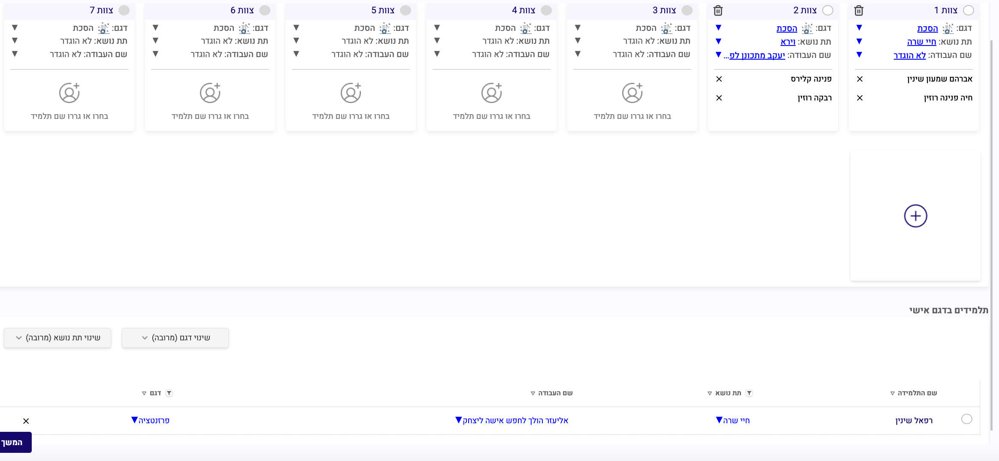 צוות 1
דגם: הסכת
תת נושא: חיי שרה
שם העבודה: לא הוגדר
אברהם שמעון שינין
חיה פנינה רוזין
צוות 2
דגם: הסכת
תת נושא: וירא
שם העבודה: יעקב מתכונן לפ...
פנינה קלירס
רבקה רוזין
צוות 3
דגם: הסכת
תת נושא: לא הוגדר
שם העבודה: לא הוגדר
בחרו או גררו שם תלמיד
צוות 4
דגם: הסכת
תת נושא: לא הוגדר
שם העבודה: לא הוגדר
בחרו או גררו שם תלמיד
צוות 5
דגם: הסכת
תת נושא: לא הוגדר
שם העבודה: לא הוגדר
בחרו או גררו שם תלמיד
צוות 6
דגם: הסכת
תת נושא: לא הוגדר
שם העבודה: לא הוגדר
בחרו או גררו שם תלמיד
צוות 7
דגם: הסכת
תת נושא: לא הוגדר
שם העבודה: לא הוגדר
בחרו או גררו שם תלמיד
תלמידים בדגם אישי
שינוי דגם (מרובה)
שינוי תת נושא (מרובה)
שם התלמידה תת נושא שם העבודה דגם
רפאל שינין חיי שרה אליעזר הולך לחפש אישה ליצחק פרזנטציה
המשך